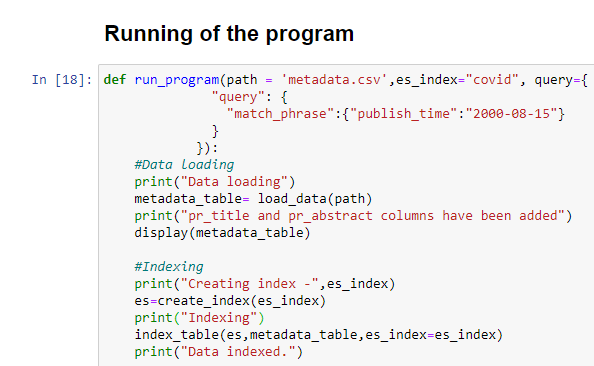 Running of the program
In [18]: def run_program(path = 'metadata.csv',es_index="covid", query={
"query": {
"match_phrase":{"publish_time":"2000-08-15"}
}
}):
#Data loading
print("Data loading")
metadata_table= load_data(path)
print("pr_title and pr_abstract columns have been added")
display(metadata_table)
#Indexing
print("Creating index -",es_index)
es=create_index(es_index)
print("Indexing")
index_table(es,metadata_table,es_index=es_index)
print("Data indexed.")